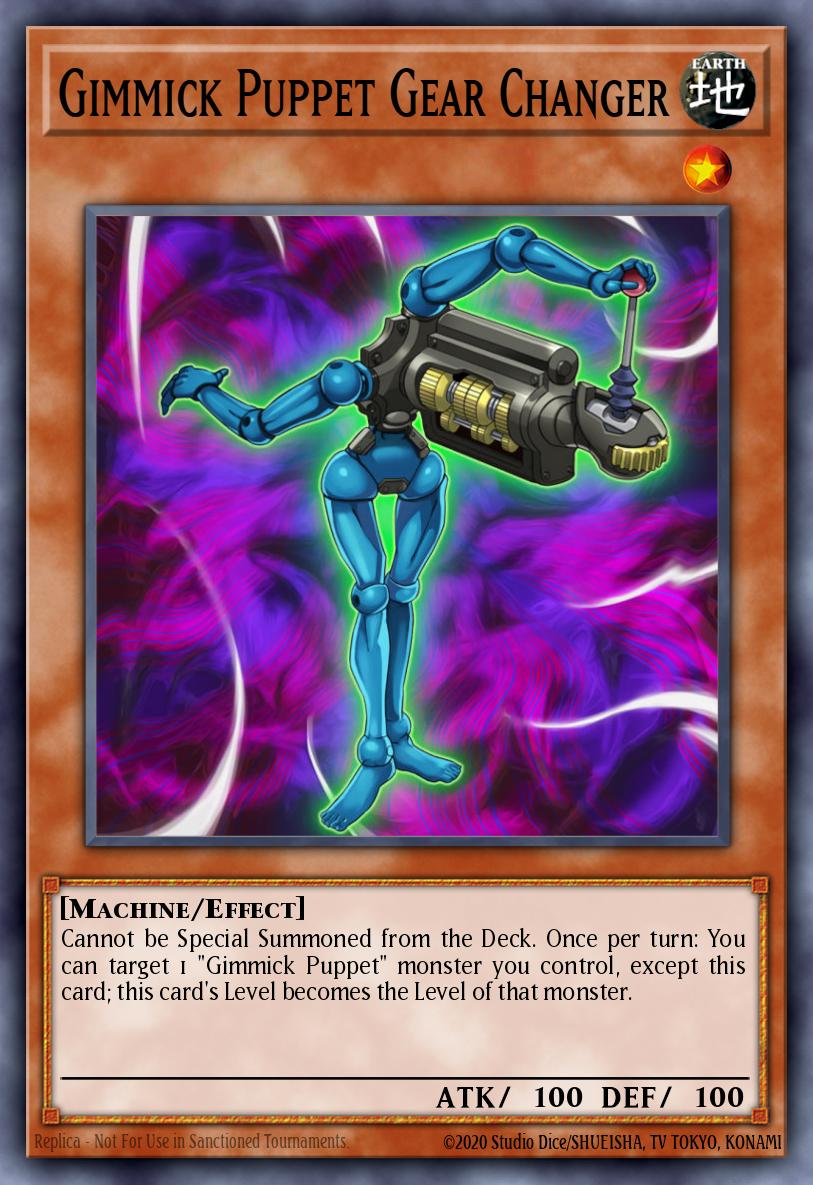 Gimmick Puppet Gear Changer
EARTH
地
[Machine/Effect]
Cannot be Special Summoned from the Deck. Once per turn: You
can target 1 "Gimmick Puppet" monster you control, except this
card; this card's Level becomes the Level of that monster.
ATK/ 100 DEF/ 100
Replica - Not For Use in Sanctioned Tournaments.
©2020 Studio Dice/SHUEISHA, TV TOKYO, KONAMI